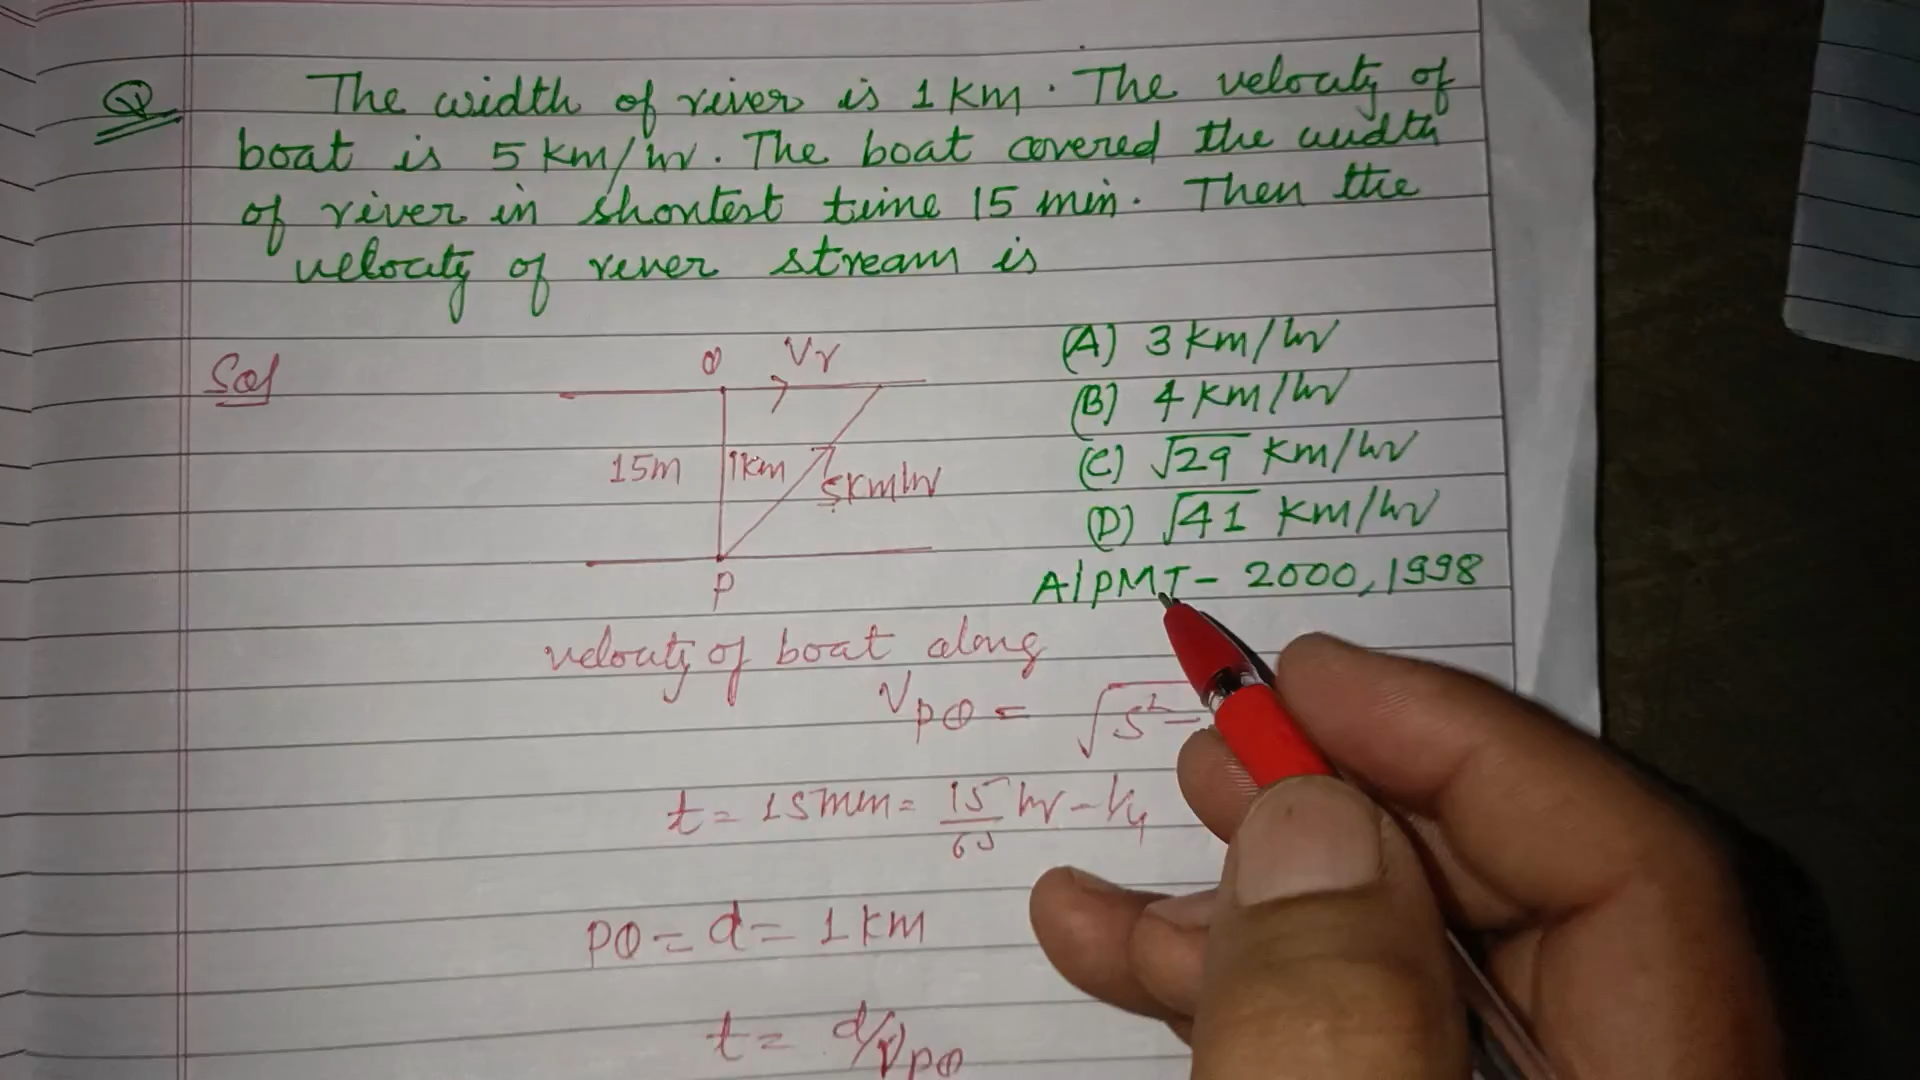 Q The width of river is 1 km. The velocity of
boat is 5 km/hr. The boat covered the width
of river in shortest time 15 min. Then the
velocity of river stream is
Sol
Q Vr
(A) 3 km/hr
(B) 4 km/hr
15m 1km 5km/hr
(C) √29 km/hr
(D) √41 km/hr
P
AIPMT - 2000, 1998
velocity of boat along
V_PQ = √5² -
t = 15 min = 15/60 hr - 1/4
PQ = d = 1 km
t = d/V_PQ